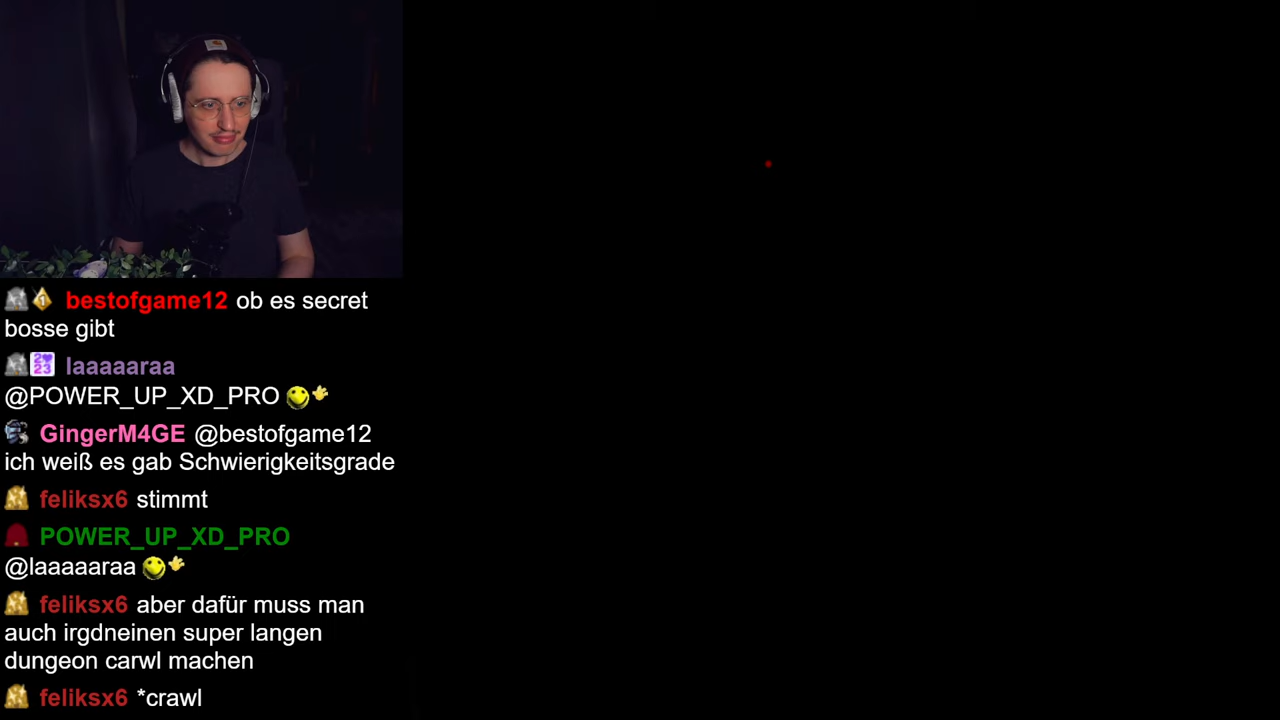 bestofgame12 ob es secret
bosse gibt
laaaaaraa
@POWER_UP_XD_PRO
GingerM4GE @bestofgame12
ich weiß es gab Schwierigkeitsgrade
feliksx6 stimmt
POWER_UP_XD_PRO
@laaaaaraa
feliksx6 aber dafür muss man
auch irgdneinen super langen
dungeon carwl machen
feliksx6 *crawl